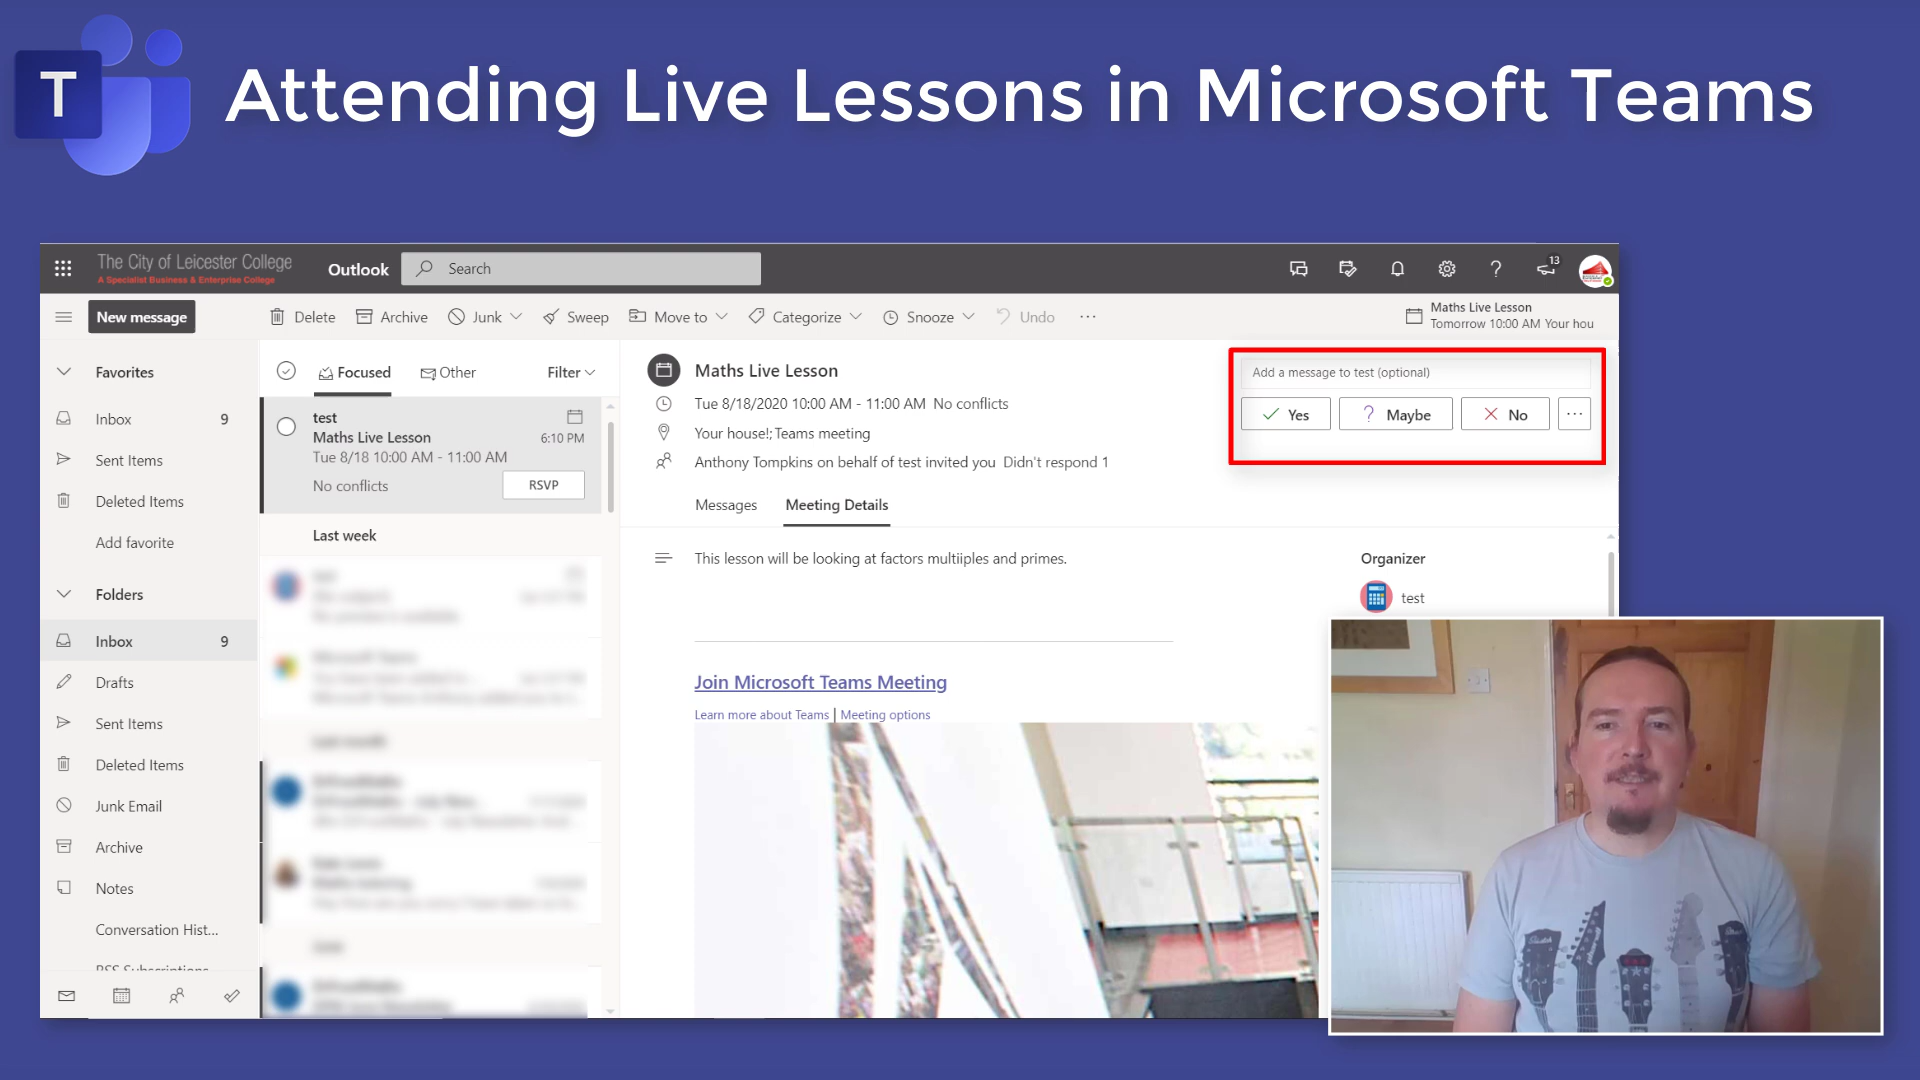 T
Attending Live Lessons in Microsoft Teams
The City of Leicester College
A Specialist Business & Enterprise College
Outlook
Search
13
New message
Delete
Archive
Junk
Sweep
Move to
Categorize
Snooze
Undo
...
Maths Live Lesson
Tomorrow 10:00 AM Your hou
Favorites
Inbox 9
Sent Items
Deleted Items
Add favorite
Folders
Inbox 9
Drafts
Sent Items
Deleted Items
Junk Email
Archive
Notes
Conversation Hist...
RSS Subscriptions
Focused
Other
Filter
test
Maths Live Lesson 6:10 PM
Tue 8/18 10:00 AM - 11:00 AM
No conflicts
RSVP
Last week
Maths Live Lesson
Tue 8/18/2020 10:00 AM - 11:00 AM No conflicts
Your house!; Teams meeting
Anthony Tompkins on behalf of test invited you Didn't respond 1
Add a message to test (optional)
Yes
? Maybe
No
...
Messages
Meeting Details
This lesson will be looking at factors multiiples and primes.
Organizer
test
Join Microsoft Teams Meeting
Learn more about Teams | Meeting options